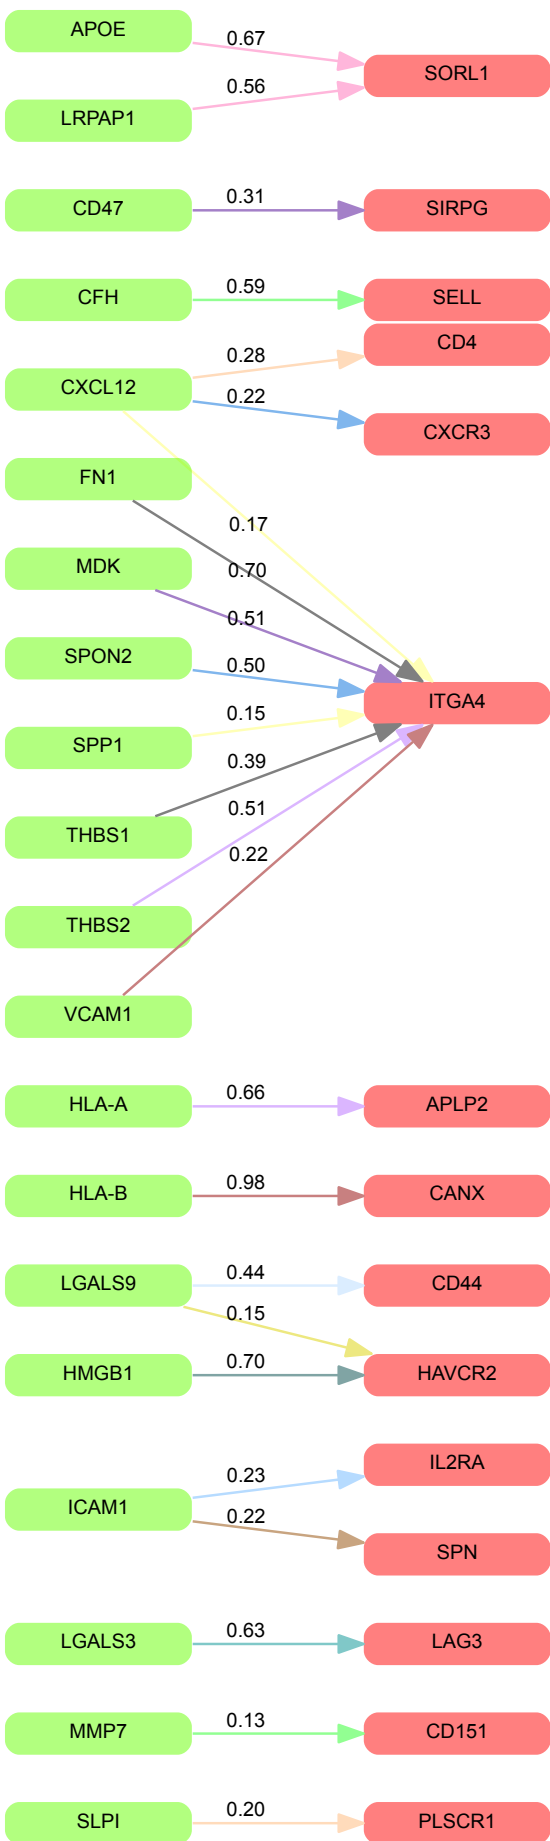 APOE
0.67
SORL1
0.56
LRPAP1
CD47
0.31
SIRPG
CFH
0.59
SELL
CD4
0.28
CXCL12
0.22
CXCR3
FN1
0.17
MDK
0.70
0.51
SPON2
0.50
ITGA4
SPP1
0.15
0.39
THBS1
0.51
0.22
THBS2
VCAM1
HLA-A
0.66
APLP2
HLA-B
0.98
CANX
LGALS9
0.44
CD44
0.15
HMGB1
0.70
HAVCR2
IL2RA
0.23
ICAM1
0.22
SPN
LGALS3
0.63
LAG3
MMP7
0.13
CD151
SLPI
0.20
PLSCR1